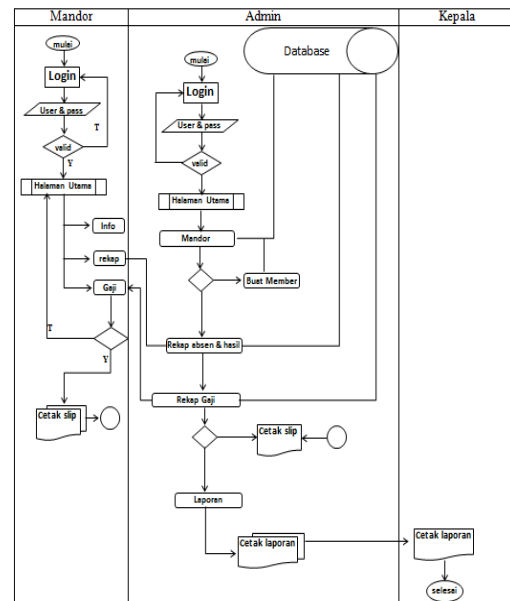 Mandor
Admin
Kepala
mulai
Login
User & pass
T
valid
Y
Halaman Utama
Info
rekap
Gaji
T
Y
Cetak slip
Database
mulai
Login
User & pass
valid
Halaman Utama
Mandor
Buat Member
Rekap absen & hasil
Rekap Gaji
Cetak slip
Laporan
Cetak laporan
Cetak laporan
selesai